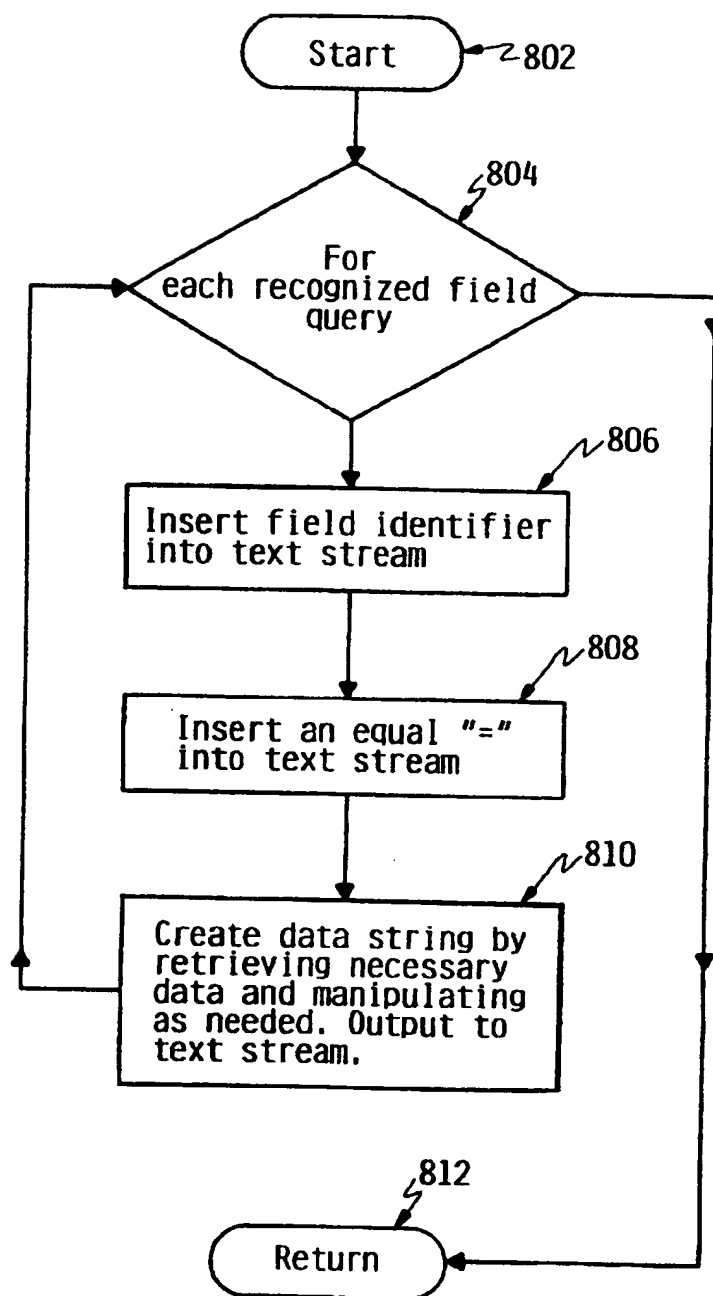 Start
802
804
For
each recognized field
query
806
Insert field identifier
into text stream
808
Insert an equal "="
into text stream
810
Create data string by
retrieving necessary
data and manipulating
as needed. Output to
text stream.
812
Return